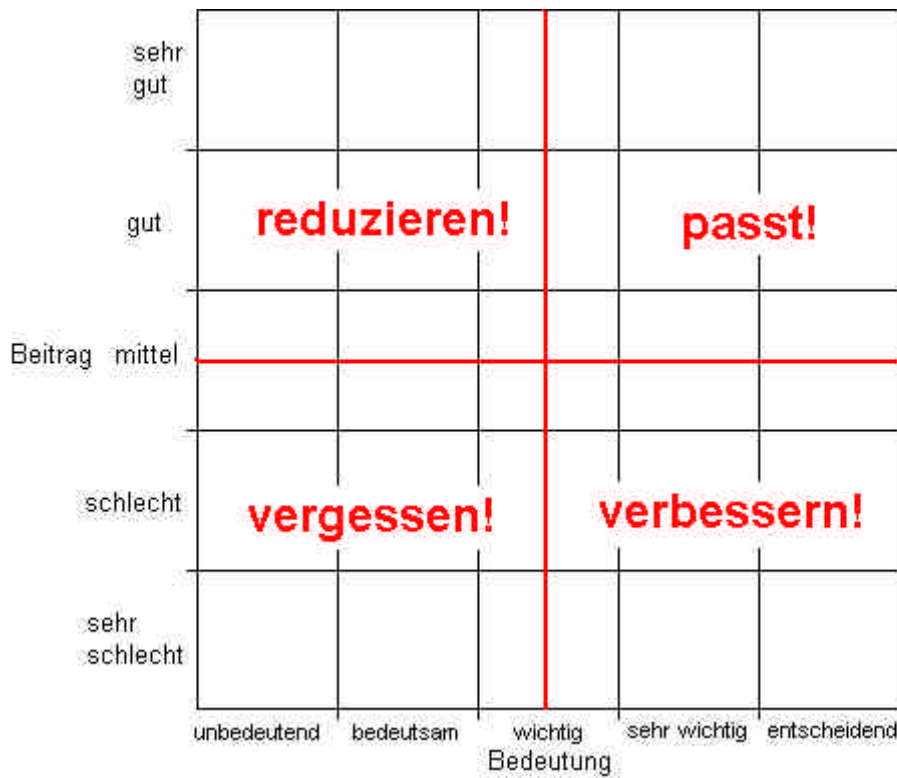 sehr
gut
gut
reduzieren!
passt!
Beitrag mittel
schlecht
vergessen!
verbessern!
sehr
schlecht
unbedeutend bedeutsam wichtig sehr wichtig entscheidend
Bedeutung